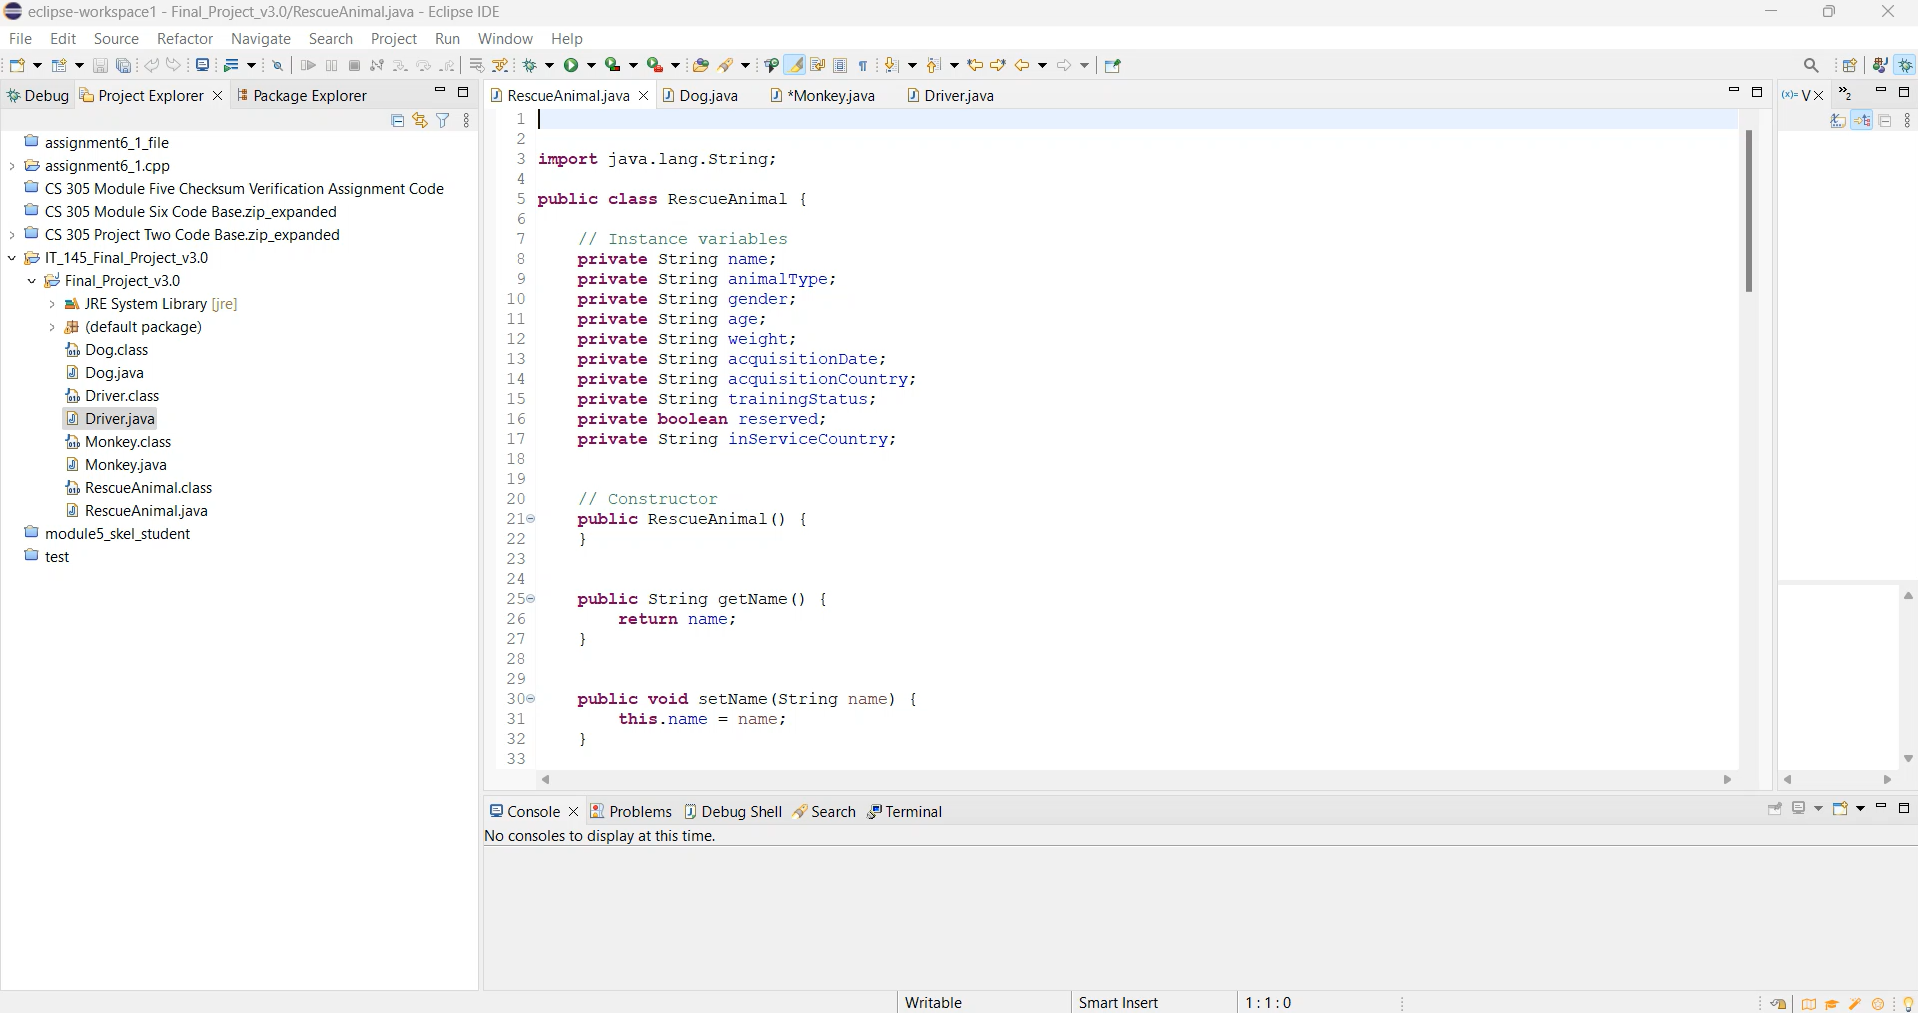 eclipse-workspace1 - Final_Project_v3.0/RescueAnimal.java - Eclipse IDE
File Edit Source Refactor Navigate Search Project Run Window Help
Debug Project Explorer Package Explorer
assignment6_1_file
assignment6_1.cpp
CS 305 Module Five Checksum Verification Assignment Code
CS 305 Module Six Code Base.zip_expanded
CS 305 Project Two Code Base.zip_expanded
IT_145_Final_Project_v3.0
Final_Project_v3.0
JRE System Library [jre]
(default package)
Dog.class
Dog.java
Driver.class
Driver.java
Monkey.class
Monkey.java
RescueAnimal.class
RescueAnimal.java
module5_skel_student
test
RescueAnimal.java Dog.java *Monkey.java Driver.java
1
2
3 import java.lang.String;
4
5 public class RescueAnimal {
6
7 // Instance variables
8 private String name;
9 private String animalType;
10 private String gender;
11 private String age;
12 private String weight;
13 private String acquisitionDate;
14 private String acquisitionCountry;
15 private String trainingStatus;
16 private boolean reserved;
17 private String inServiceCountry;
18
19
20 // Constructor
21 public RescueAnimal() {
22 }
23
24
25 public String getName() {
26 return name;
27 }
28
29
30 public void setName(String name) {
31 this.name = name;
32 }
33
(x)= V »2
Console Problems Debug Shell Search Terminal
No consoles to display at this time.
Writable Smart Insert 1 : 1 : 0